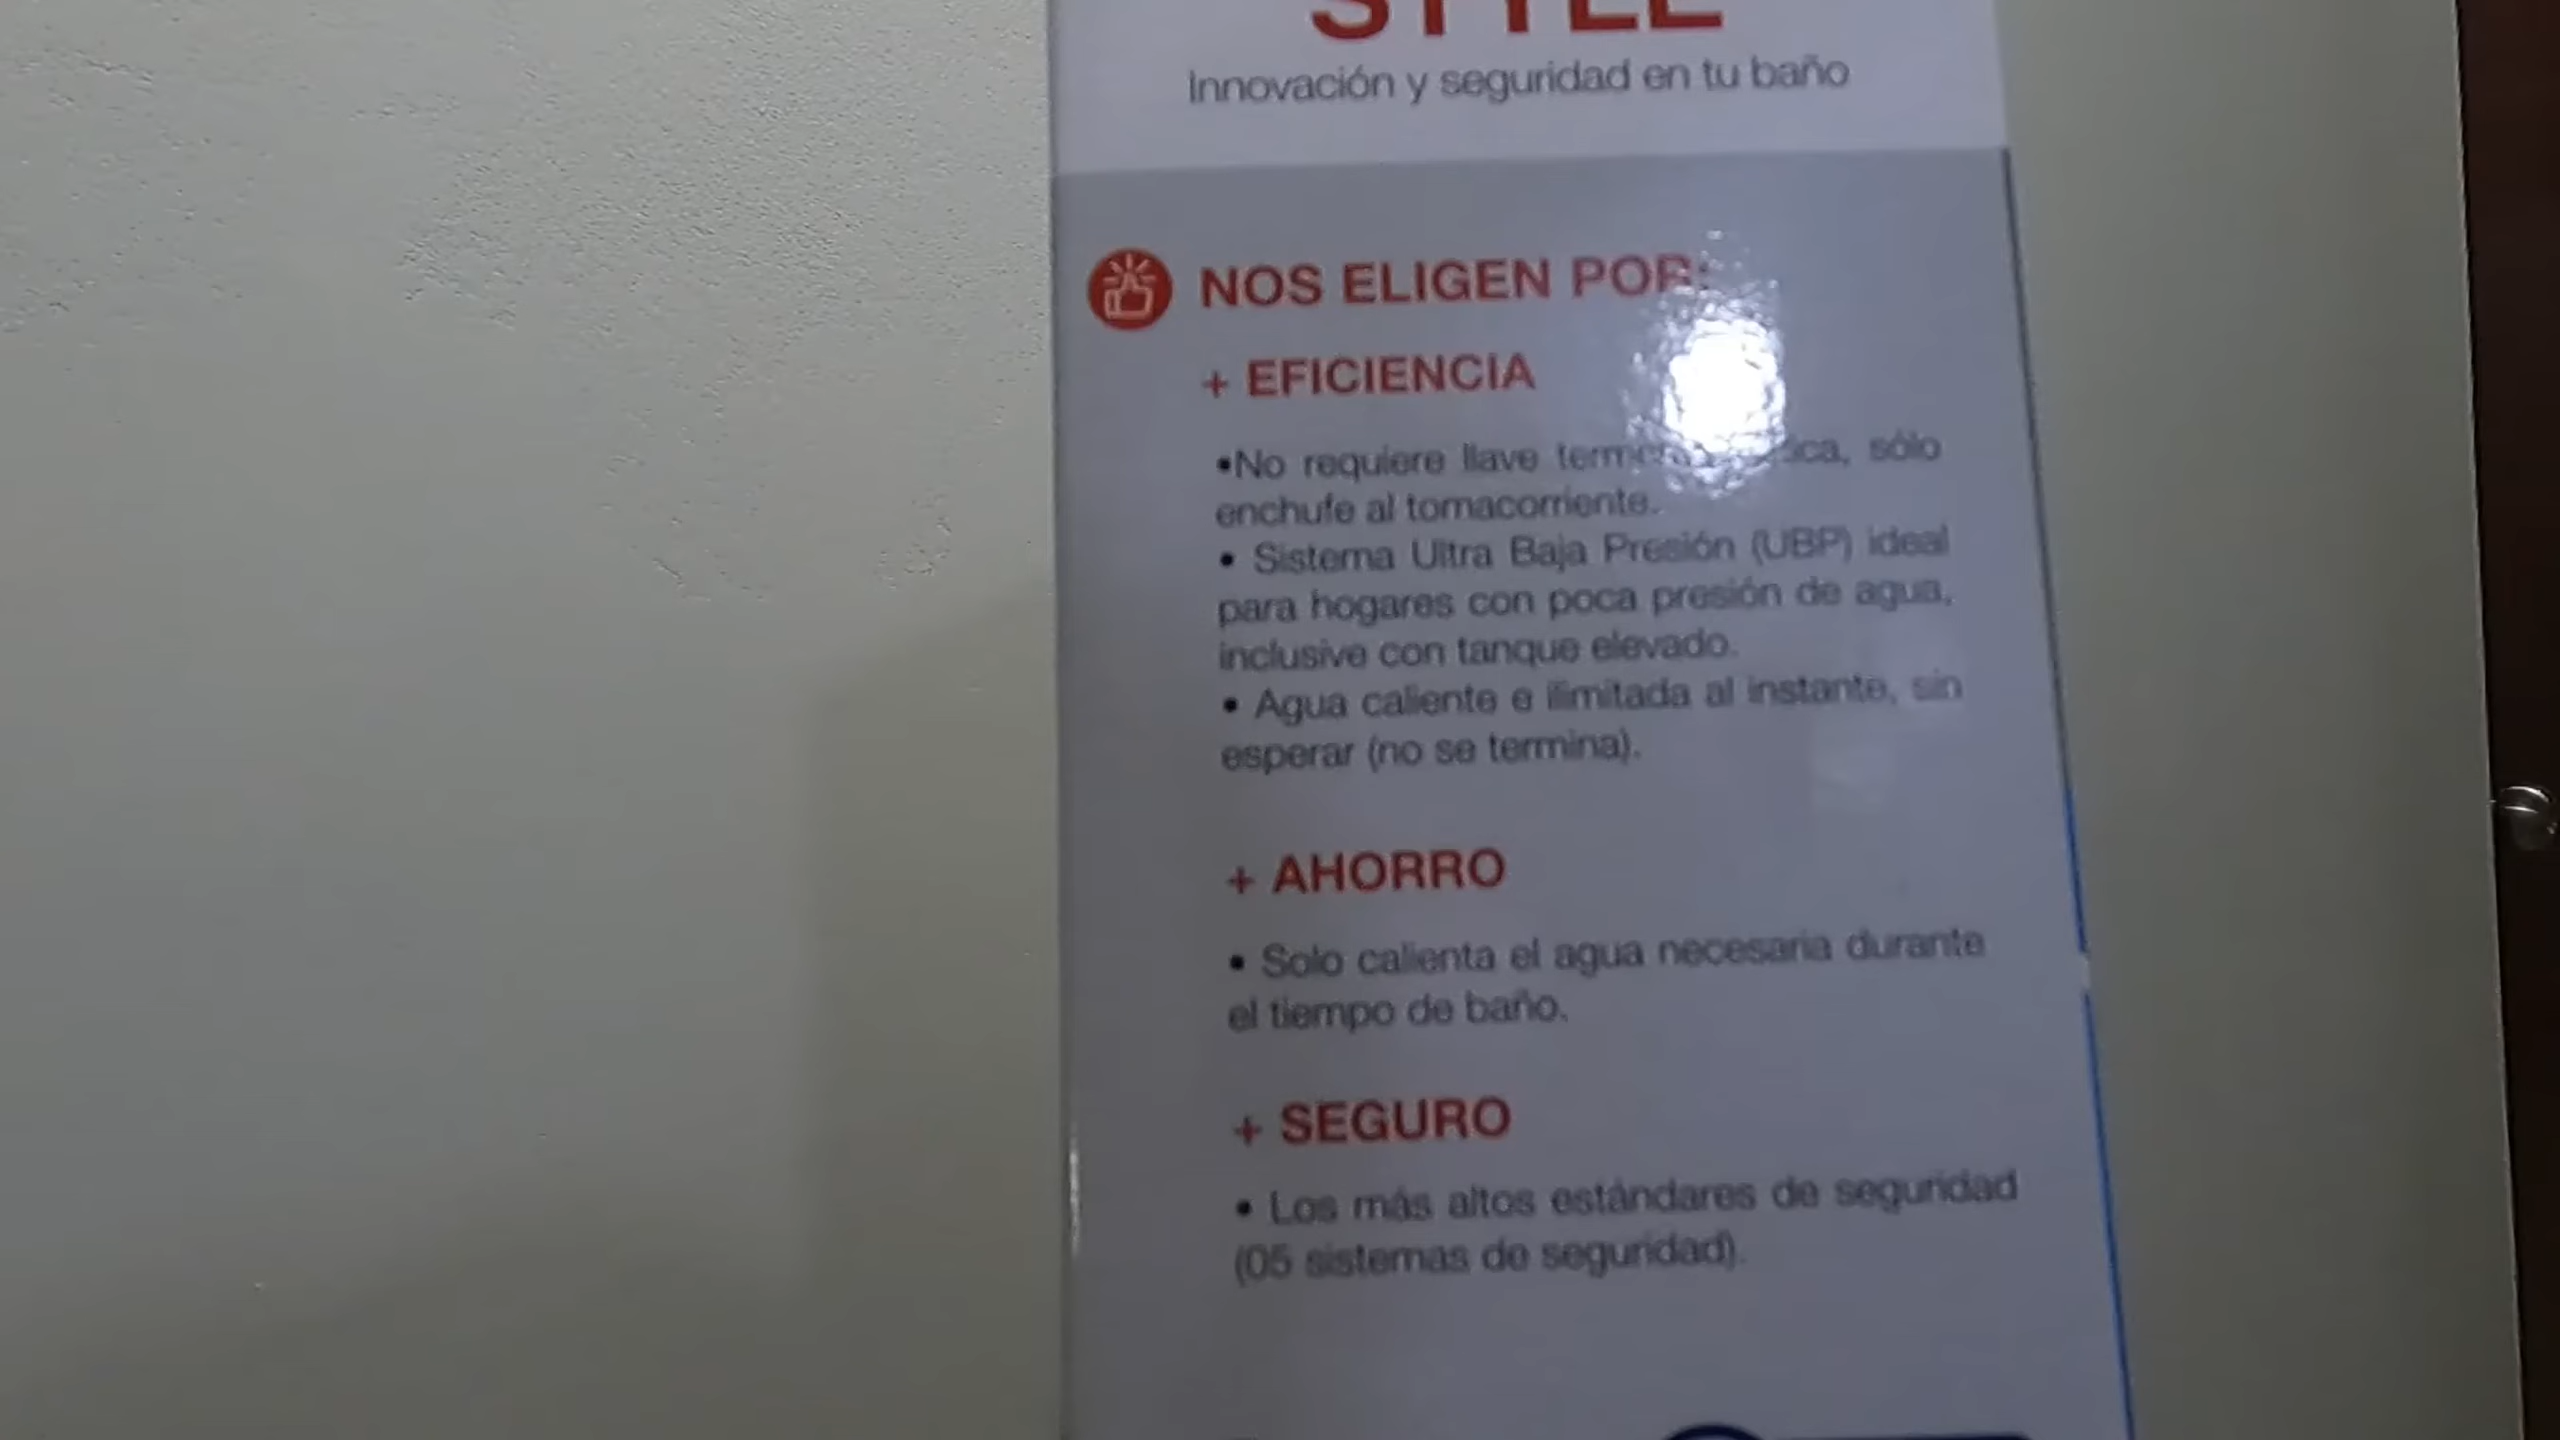 STYLE
Innovación y seguridad en tu baño
NOS ELIGEN POR:
+ EFICIENCIA
•No requiere llave sólo
enchufe al tomacorriente.
• Sistema Ultra Baja Presión (UBP) ideal
para hogares con poca presión de agua,
inclusive con tanque elevado.
• Agua caliente e ilimitada al instante, sin
esperar (no se termina).
+ AHORRO
• Solo calienta el agua necesaria durante
el tiempo de baño.
+ SEGURO
• Los más altos estándares de seguridad
(05 sistemas de seguridad).